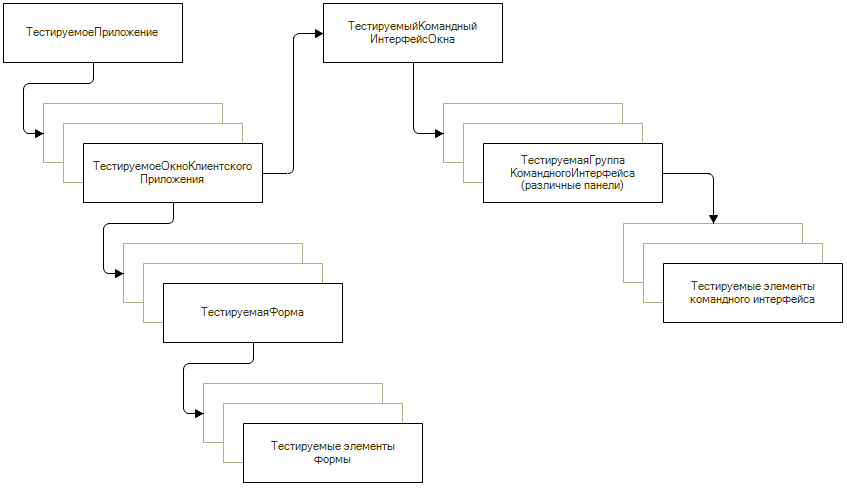 ТестируемоеПриложение
ТестируемыйКомандный
ИнтерфейсОкна
ТестируемоеОкноКлиентского
Приложения
ТестируемаяГруппа
КомандногоИнтерфейса
(различные панели)
ТестируемаяФорма
Тестируемые элементы
командного интерфейса
Тестируемые элементы
формы